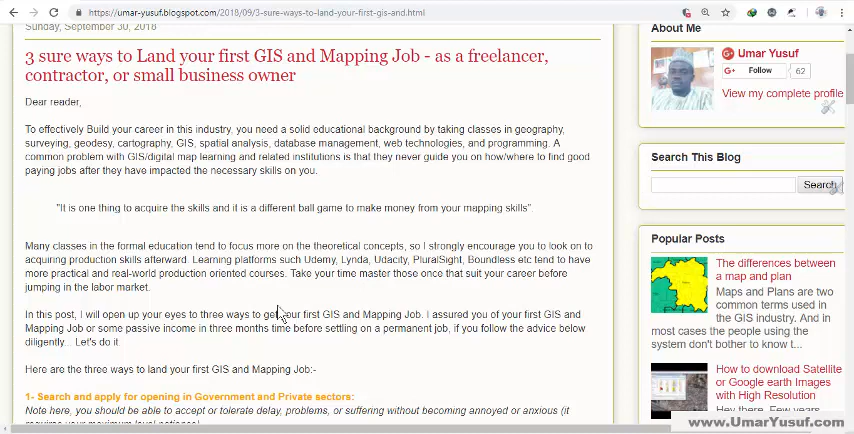 https://umar-yusuf.blogspot.com/2018/09/3-sure-ways-to-land-your-first-gis-and.html
Sunday, September 30, 2018
3 sure ways to Land your first GIS and Mapping Job - as a freelancer,
contractor, or small business owner
Dear reader,
To effectively Build your career in this industry, you need a solid educational background by taking classes in geography,
surveying, geodesy, cartography, GIS, spatial analysis, database management, web technologies, and programming. A
common problem with GIS/digital map learning and related institutions is that they never guide you on how/where to find good
paying jobs after they have impacted the necessary skills on you.
"It is one thing to acquire the skills and it is a different ball game to make money from your mapping skills".
Many classes in the formal education tend to focus more on the theoretical concepts, so I strongly encourage you to look on to
acquiring production skills afterward. Learning platforms such Udemy, Lynda, Udacity, PluralSight, Boundless etc tend to have
more practical and real-world production oriented courses. Take your time master those once that suit your career before
jumping in the labor market.
In this post, I will open up your eyes to three ways to get your first GIS and Mapping Job. I assured you of your first GIS and
Mapping Job or some passive income in three months time before settling on a permanent job, if you follow the advice below
diligently... Let's do it.
Here are the three ways to land your first GIS and Mapping Job:-
1- Search and apply for opening in Government and Private sectors:
Note here, you should be able to accept or tolerate delay, problems, or suffering without becoming annoyed or anxious (it
About Me
Umar Yusuf
G+ Follow 62
View my complete profile
Search This Blog
Search
Popular Posts
The differences between
a map and plan
Maps and Plans are two
common terms used in
the GIS industry, and in
most cases the people using
the system don't bother to know t...
How to download Satellite
or Google earth Images
with High Resolution
Hey there, Few years
www.UmarYusuf.com